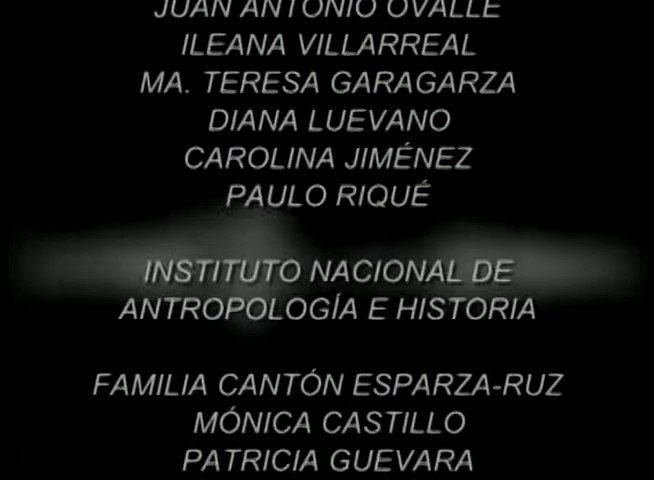 JUAN ANTONIO OVALLE
ILEANA VILLARREAL
MA. TERESA GARAGARZA
DIANA LUEVANO
CAROLINA JIMÉNEZ
PAULO RIQUÉ
INSTITUTO NACIONAL DE
ANTROPOLOGÍA E HISTORIA
FAMILIA CANTÓN ESPARZA-RUZ
MÓNICA CASTILLO
PATRICIA GUEVARA